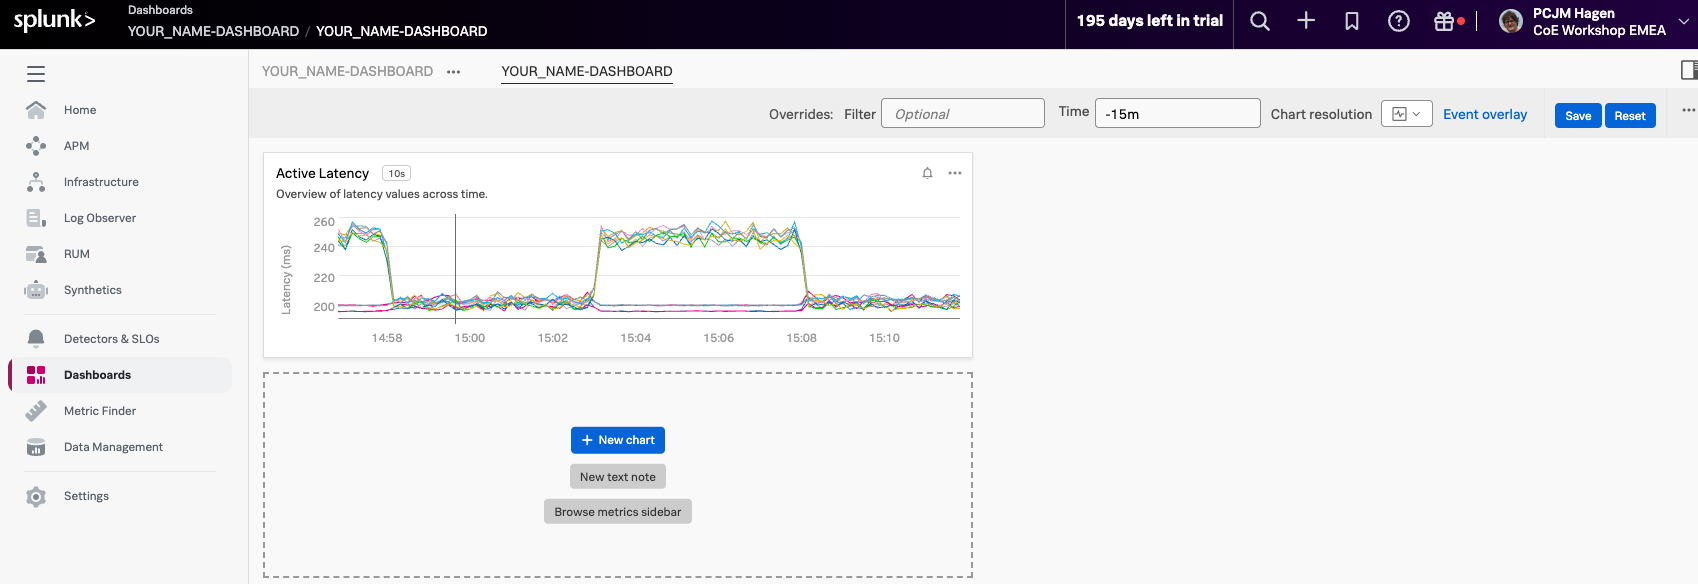 splunk>
Dashboards
YOUR_NAME-DASHBOARD / YOUR_NAME-DASHBOARD
195 days left in trial
PCJM Hagen
CoE Workshop EMEA
Home
APM
Infrastructure
Log Observer
RUM
Synthetics
Detectors & SLOs
Dashboards
Metric Finder
Data Management
Settings
YOUR_NAME-DASHBOARD ··· YOUR_NAME-DASHBOARD
Overrides: Filter Optional Time -15m Chart resolution Event overlay Save Reset
Active Latency 10s
Overview of latency values across time.
Latency (ms)
260
240
220
200
14:58 15:00 15:02 15:04 15:06 15:08 15:10
+ New chart
New text note
Browse metrics sidebar